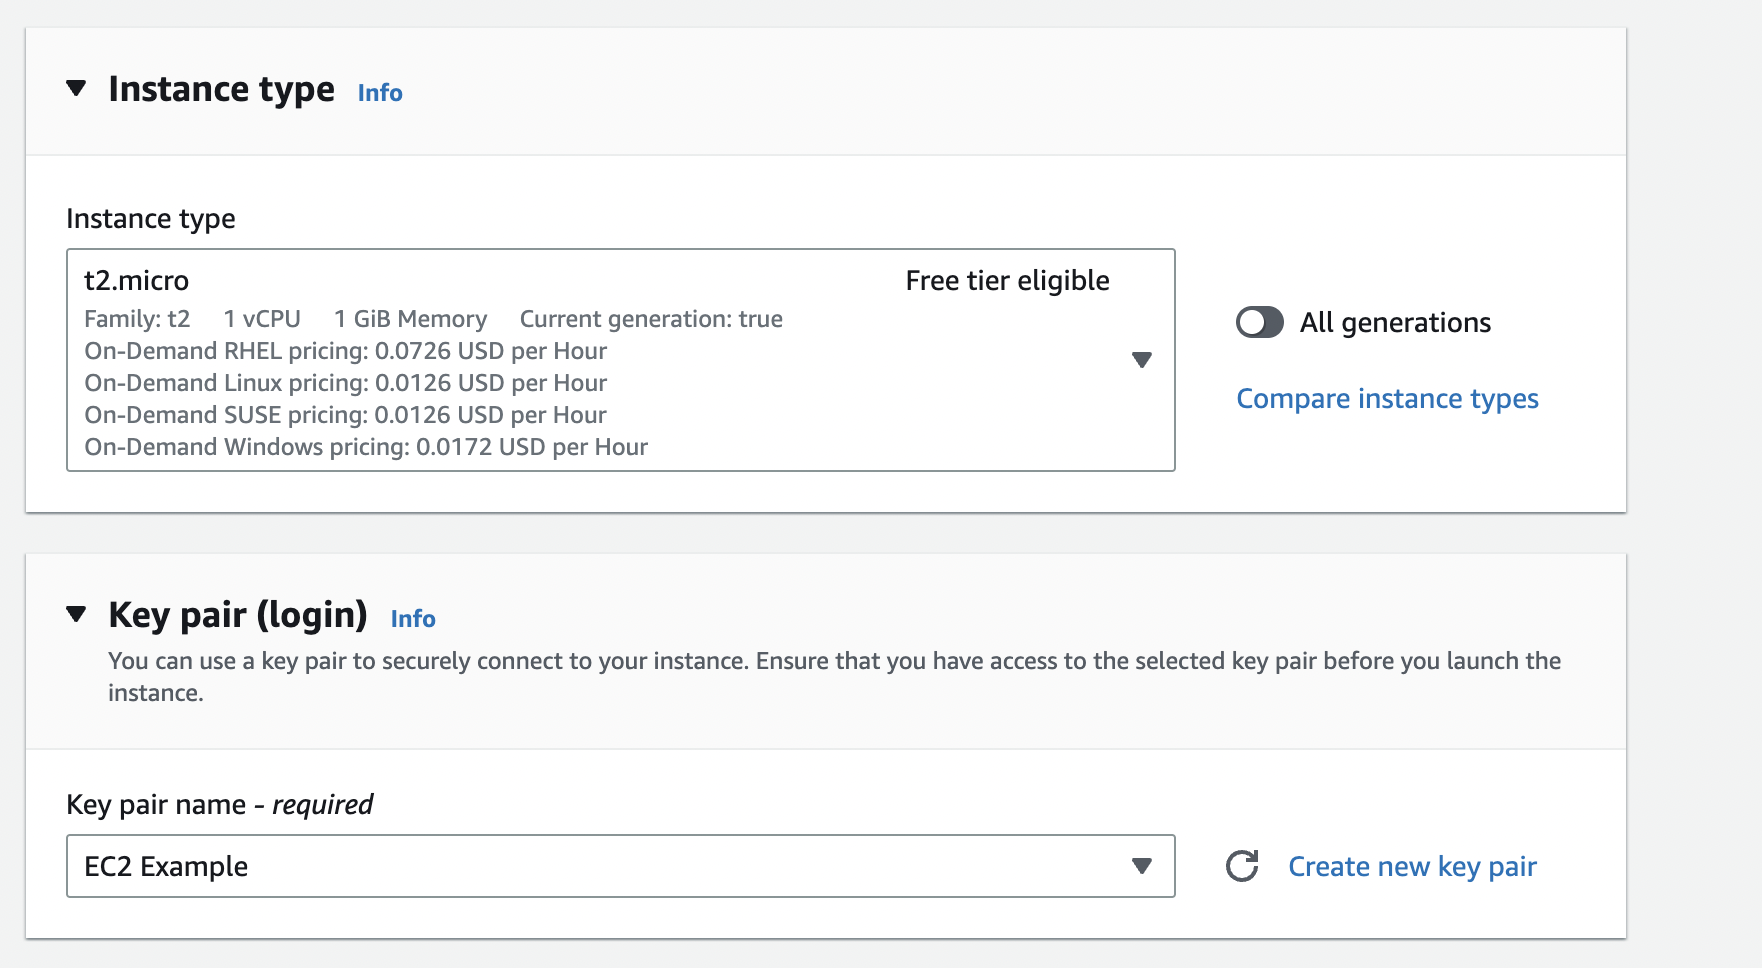 Instance type Info
Instance type
t2.micro Free tier eligible
Family: t2 1 vCPU 1 GiB Memory Current generation: true
On-Demand RHEL pricing: 0.0726 USD per Hour
On-Demand Linux pricing: 0.0126 USD per Hour
On-Demand SUSE pricing: 0.0126 USD per Hour
On-Demand Windows pricing: 0.0172 USD per Hour
All generations
Compare instance types
Key pair (login) Info
You can use a key pair to securely connect to your instance. Ensure that you have access to the selected key pair before you launch the
instance.
Key pair name - required
EC2 Example
Create new key pair